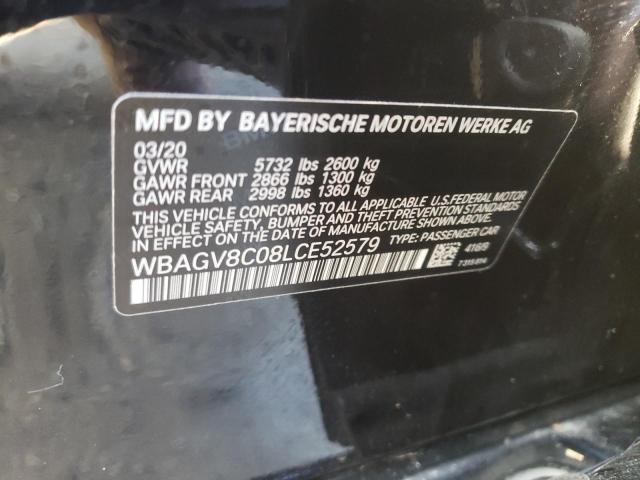 MFD BY BAYERISCHE MOTOREN WERKE AG
03/20
GVWR 5732 lbs 2600 kg
GAWR FRONT 2866 lbs 1300 kg
GAWR REAR 2998 lbs 1360 kg
THIS VEHICLE CONFORMS TO ALL APPLICABLE U.S. FEDERAL MOTOR
VEHICLE SAFETY, BUMPER, AND THEFT PREVENTION STANDARDS
IN EFFECT ON THE DATE OF MANUFACTURE SHOWN ABOVE.
WBAGV8C08LCE52579 TYPE: PASSENGER CAR